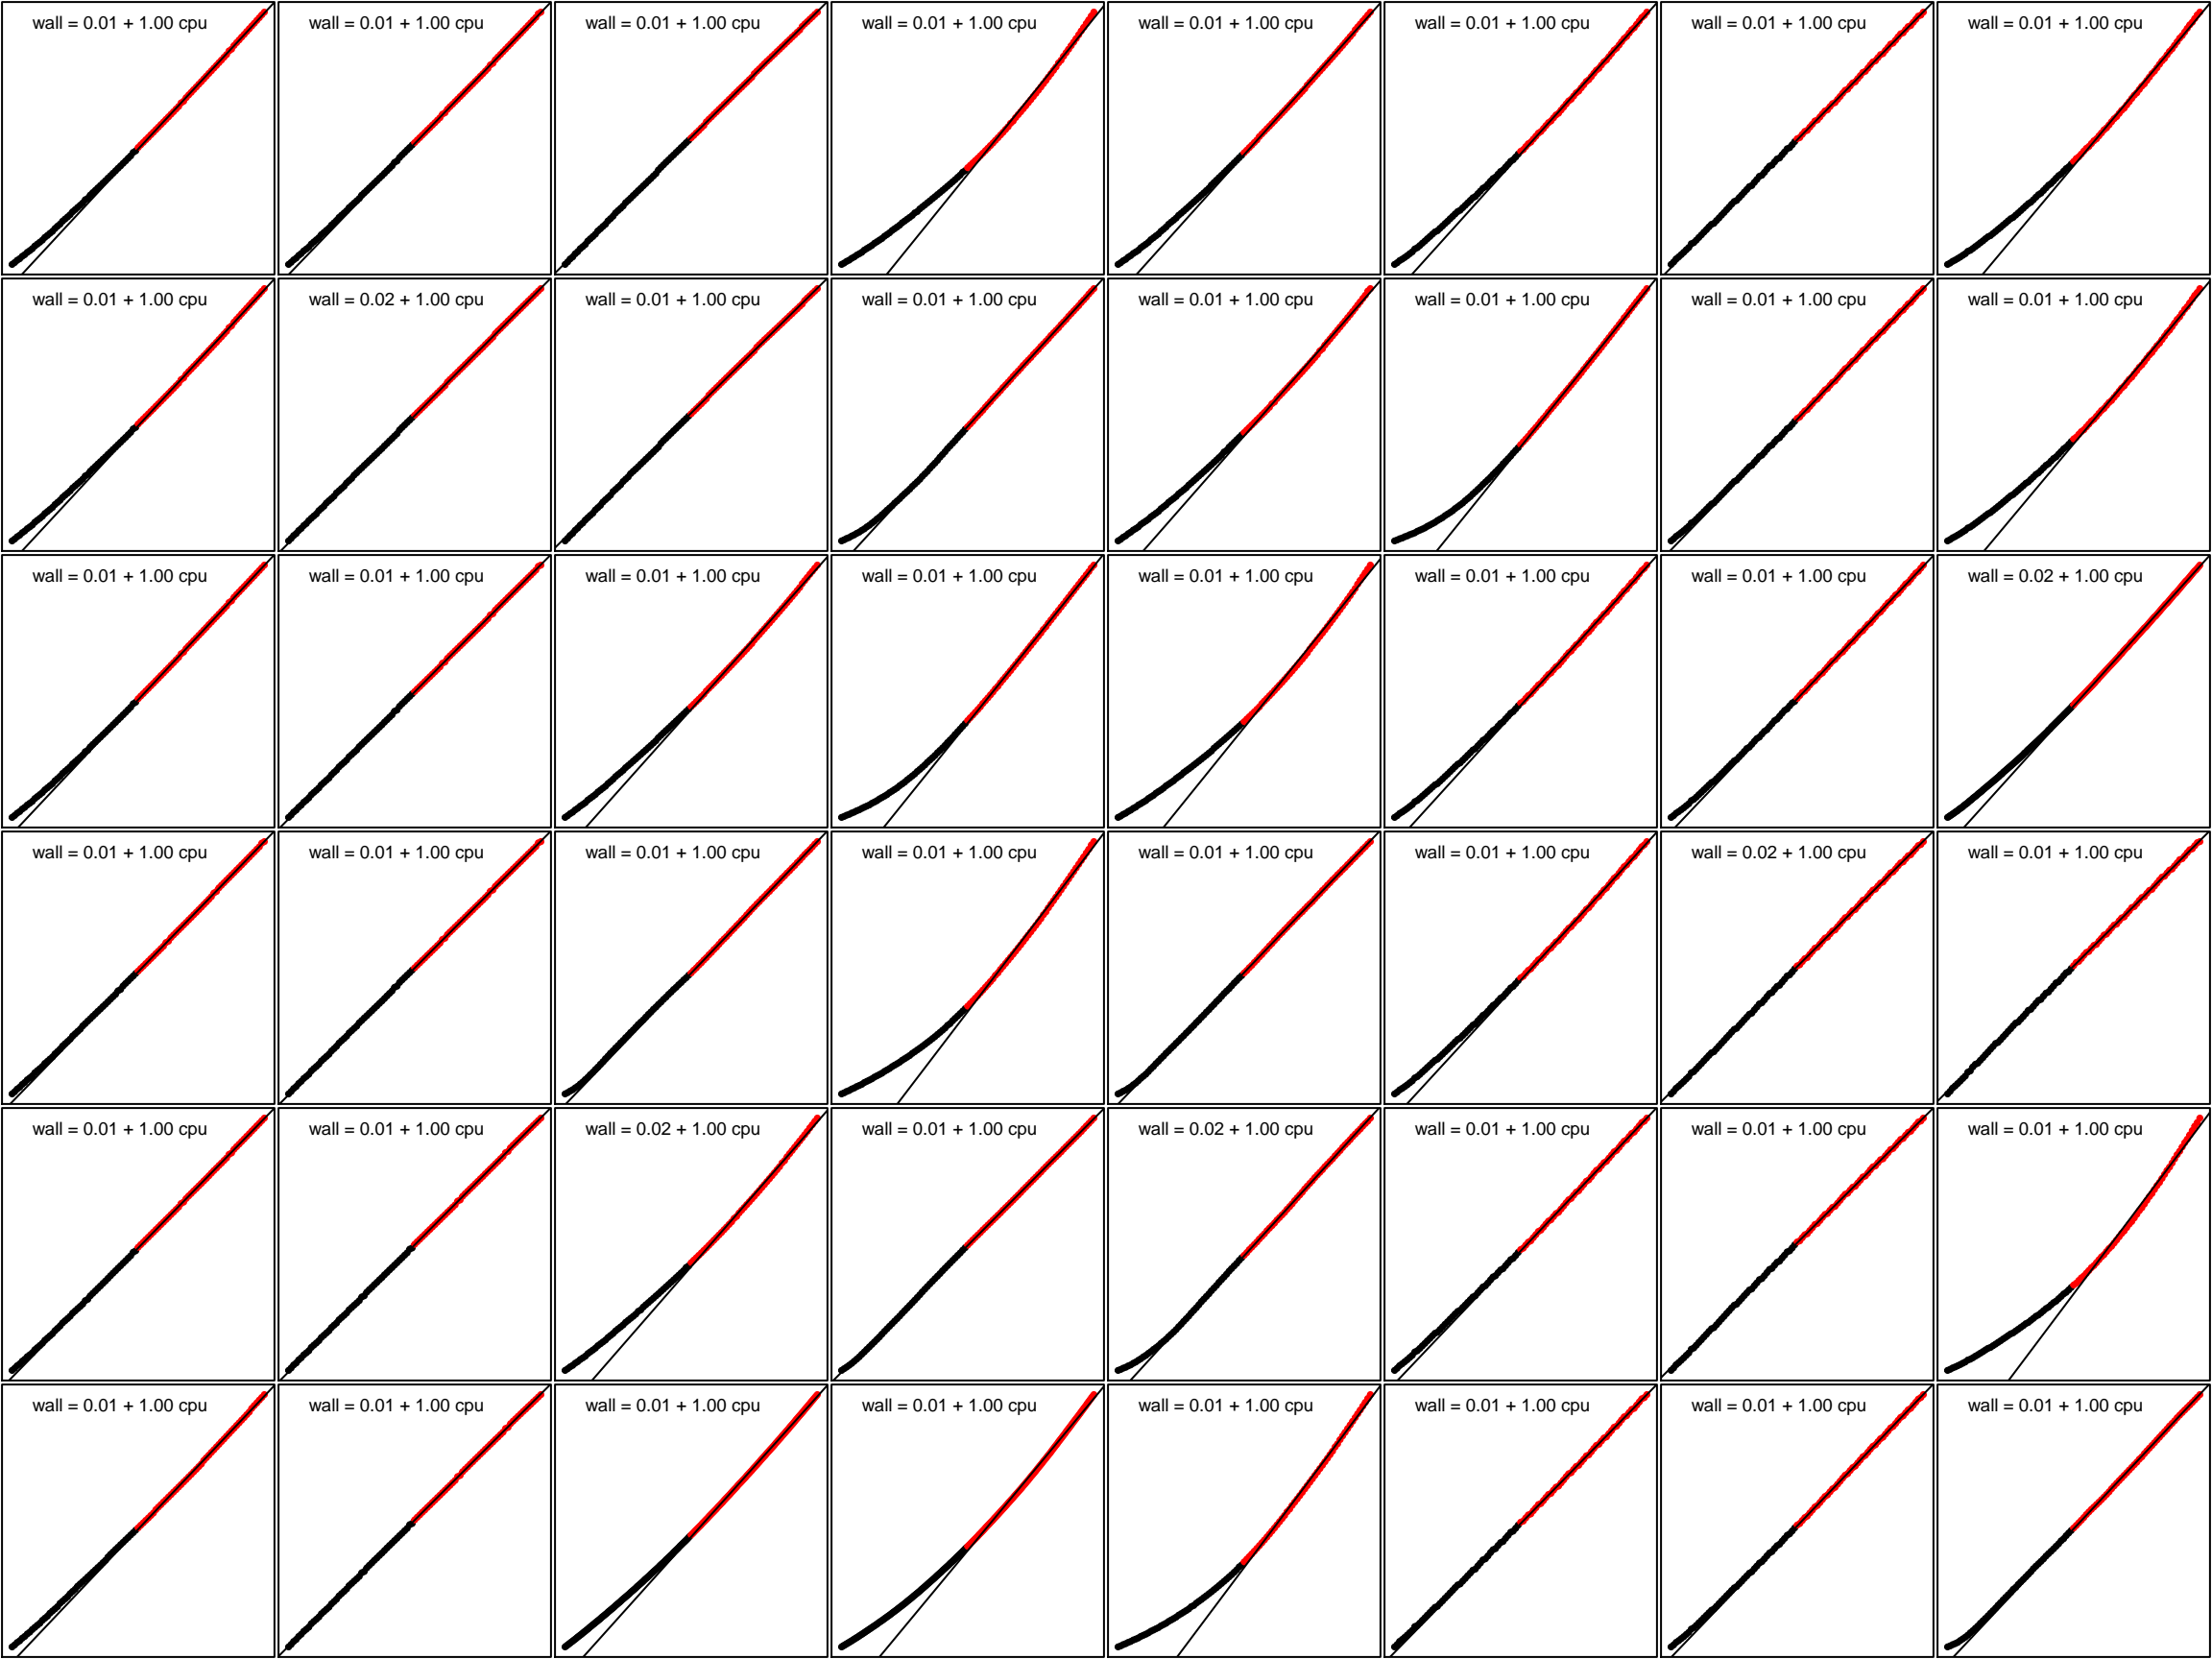 wall = 0.01 + 1.00 cpu
wall = 0.01 + 1.00 cpu
wall = 0.01 + 1.00 cpu
wall = 0.01 + 1.00 cpu
wall = 0.01 + 1.00 cpu
wall = 0.01 + 1.00 cpu
wall = 0.01 + 1.00 cpu
wall = 0.01 + 1.00 cpu
wall = 0.01 + 1.00 cpu
wall = 0.02 + 1.00 cpu
wall = 0.01 + 1.00 cpu
wall = 0.01 + 1.00 cpu
wall = 0.01 + 1.00 cpu
wall = 0.01 + 1.00 cpu
wall = 0.01 + 1.00 cpu
wall = 0.01 + 1.00 cpu
wall = 0.01 + 1.00 cpu
wall = 0.01 + 1.00 cpu
wall = 0.01 + 1.00 cpu
wall = 0.01 + 1.00 cpu
wall = 0.01 + 1.00 cpu
wall = 0.01 + 1.00 cpu
wall = 0.01 + 1.00 cpu
wall = 0.02 + 1.00 cpu
wall = 0.01 + 1.00 cpu
wall = 0.01 + 1.00 cpu
wall = 0.01 + 1.00 cpu
wall = 0.01 + 1.00 cpu
wall = 0.01 + 1.00 cpu
wall = 0.01 + 1.00 cpu
wall = 0.02 + 1.00 cpu
wall = 0.01 + 1.00 cpu
wall = 0.01 + 1.00 cpu
wall = 0.01 + 1.00 cpu
wall = 0.02 + 1.00 cpu
wall = 0.01 + 1.00 cpu
wall = 0.02 + 1.00 cpu
wall = 0.01 + 1.00 cpu
wall = 0.01 + 1.00 cpu
wall = 0.01 + 1.00 cpu
wall = 0.01 + 1.00 cpu
wall = 0.01 + 1.00 cpu
wall = 0.01 + 1.00 cpu
wall = 0.01 + 1.00 cpu
wall = 0.01 + 1.00 cpu
wall = 0.01 + 1.00 cpu
wall = 0.01 + 1.00 cpu
wall = 0.01 + 1.00 cpu